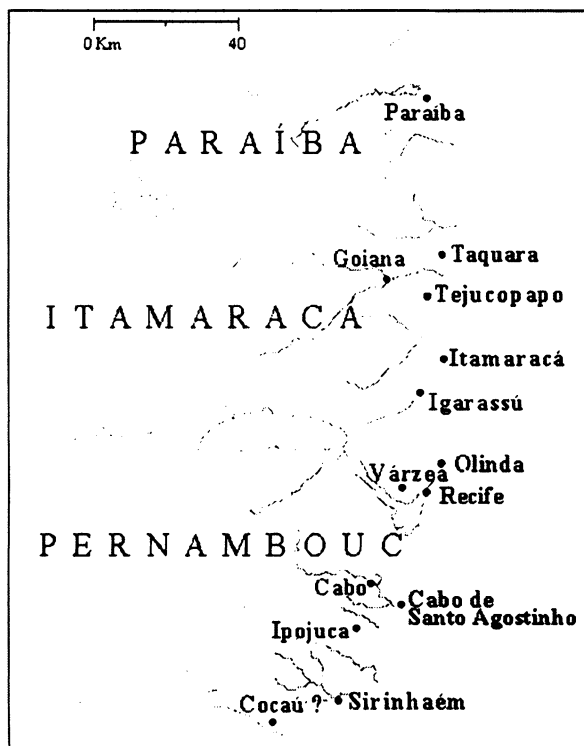 0 Km 40
Paraíba
PARAÍBA
Goiana
Taquara
Tejucopapo
ITAMARACA
Itamaracá
Igarassú
Olinda
Várzea
Recife
PERNAMBOUC
Cabo
Cabo de
Santo Agostinho
Ipojuca
Cocaú ?
Sirinhaém